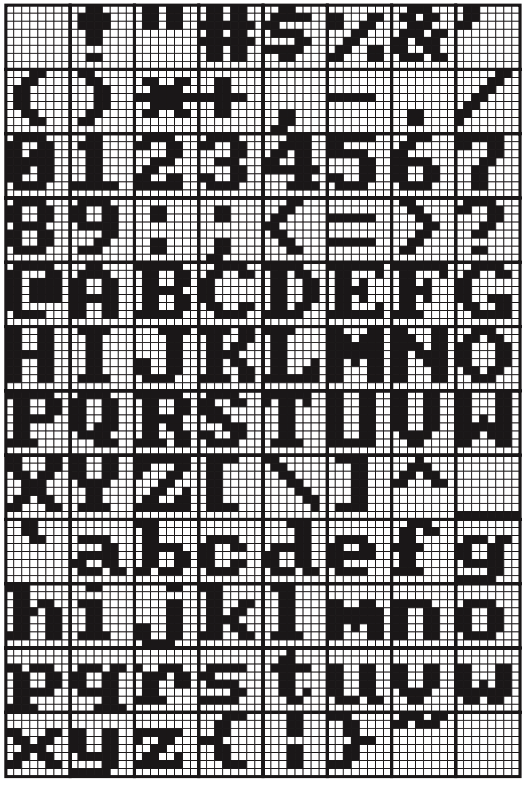 ! " # $ % & '
( ) * + , - . /
0 1 2 3 4 5 6 7
8 9 : ; < = > ?
@ A B C D E F G
H I J K L M N O
P Q R S T U V W
X Y Z [ \ ] ^ _
` a b c d e f g
h i j k l m n o
p q r s t u v w
x y z { | } ~